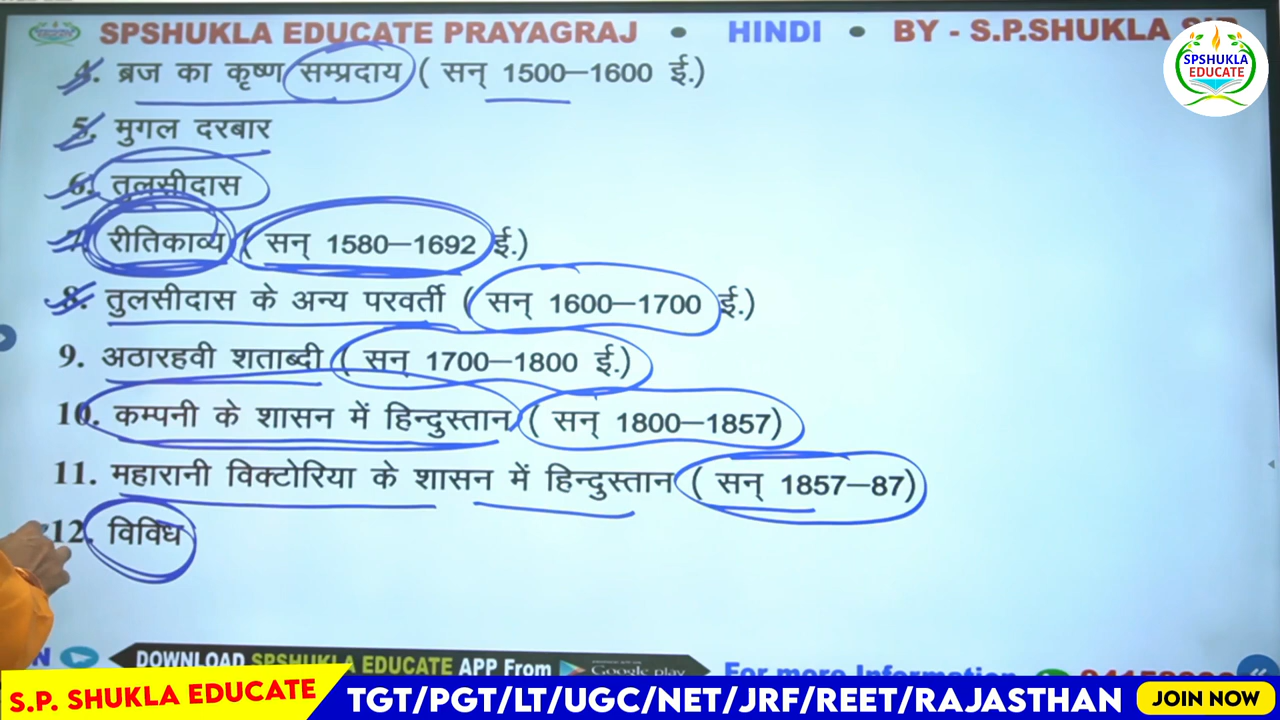 SPSHUKLA EDUCATE PRAYAGRAJ • HINDI • BY - S.P.SHUKLA
SPSHUKLA
EDUCATE
4. ब्रज का कृष्ण सम्प्रदाय ( सन् 1500–1600 ई.)
5. मुगल दरबार
6. तुलसीदास
7. रीतिकाव्य ( सन् 1580–1692 ई.)
8. तुलसीदास के अन्य परवर्ती ( सन् 1600–1700 ई.)
9. अठारहवी शताब्दी ( सन् 1700–1800 ई.)
10. कम्पनी के शासन में हिन्दुस्तान ( सन् 1800–1857)
11. महारानी विक्टोरिया के शासन में हिन्दुस्तान ( सन् 1857–87)
12. विविध
DOWNLOAD SPSHUKLA EDUCATE APP From Google play
For more Information
S.P. SHUKLA EDUCATE
TGT/PGT/LT/UGC/NET/JRF/REET/RAJASTHAN
JOIN NOW